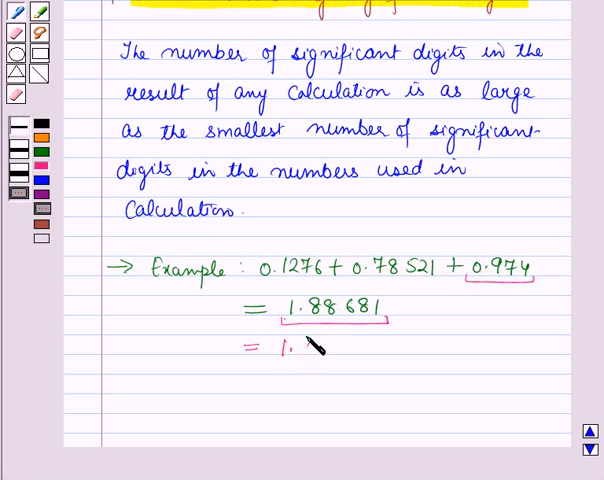 The number of significant digits in the
result of any calculation is as large
as the smallest number of significant
digits in the numbers used in
Calculation.
→ Example : 0.1276 + 0.78521 + 0.974
= 1.88681
= 1.